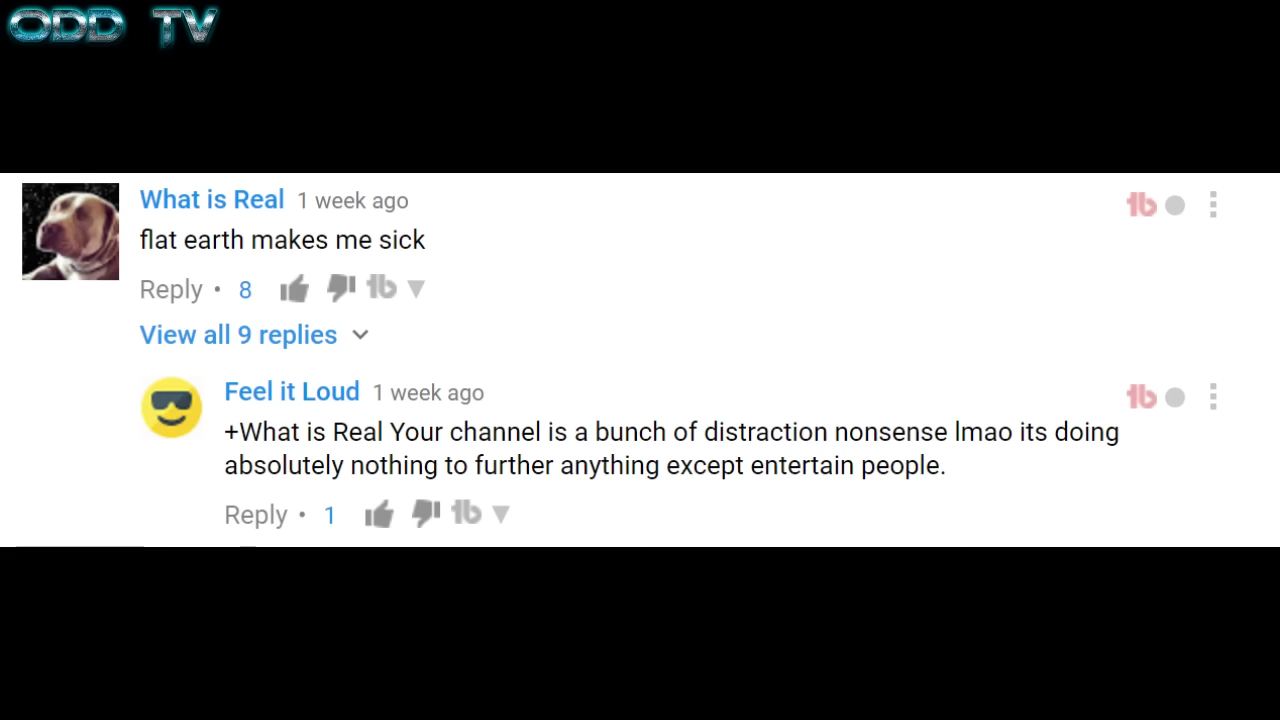 ODD TV
What is Real 1 week ago
flat earth makes me sick
Reply • 8
View all 9 replies
Feel it Loud 1 week ago
+What is Real Your channel is a bunch of distraction nonsense lmao its doing
absolutely nothing to further anything except entertain people.
Reply • 1